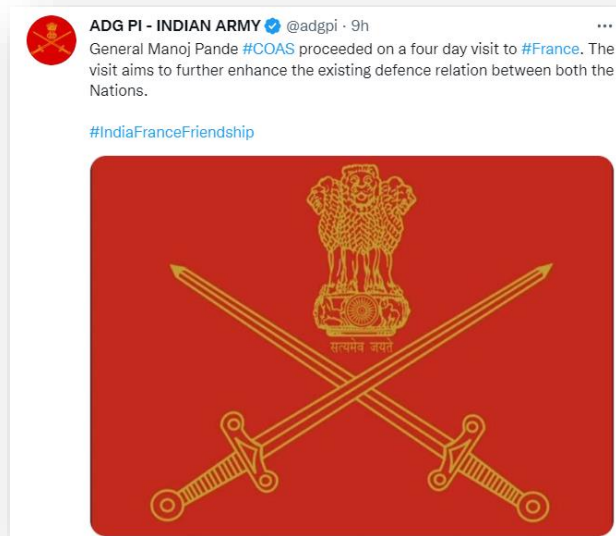 ADG PI - INDIAN ARMY @adgpi · 9h
General Manoj Pande #COAS proceeded on a four day visit to #France. The
visit aims to further enhance the existing defence relation between both the
Nations.
#IndiaFranceFriendship
सत्यमेव जयते